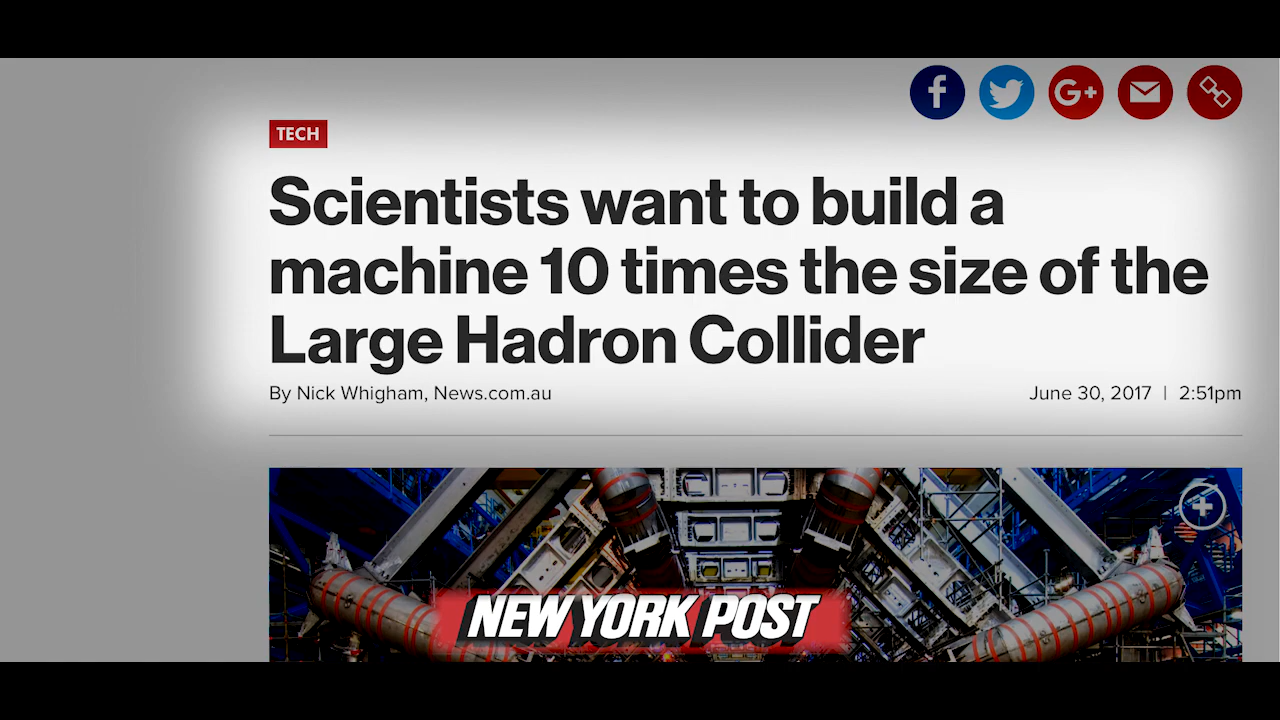 TECH
Scientists want to build a
machine 10 times the size of the
Large Hadron Collider
By Nick Whigham, News.com.au
June 30, 2017 | 2:51pm
NEW YORK POST